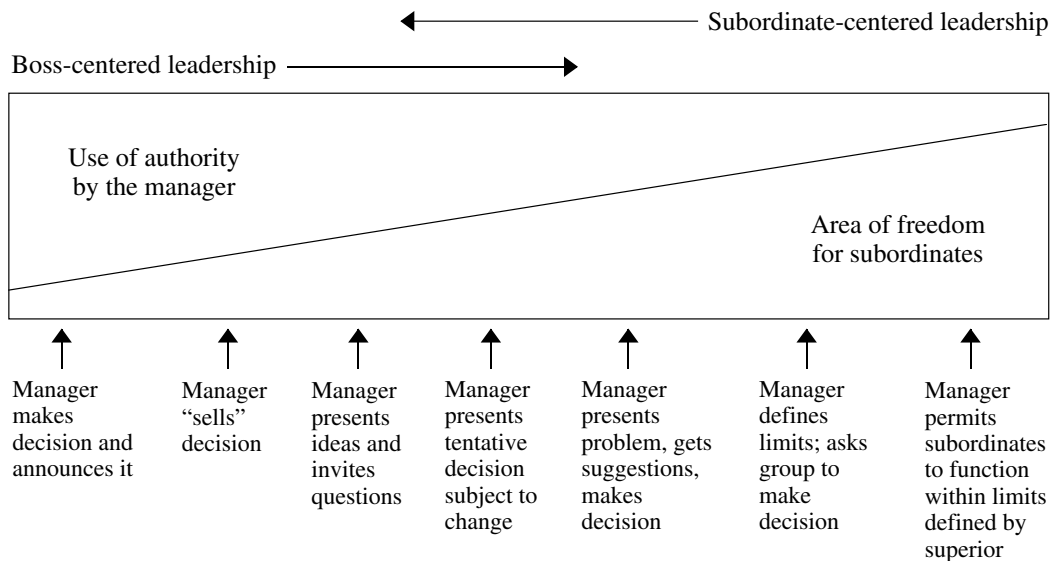 Subordinate-centered leadership
Boss-centered leadership
Use of authority
by the manager
Area of freedom
for subordinates
Manager
makes
decision and
announces it
Manager
“sells”
decision
Manager
presents
ideas and
invites
questions
Manager
presents
tentative
decision
subject to
change
Manager
presents
problem, gets
suggestions,
makes
decision
Manager
defines
limits; asks
group to
make
decision
Manager
permits
subordinates
to function
within limits
defined by
superior